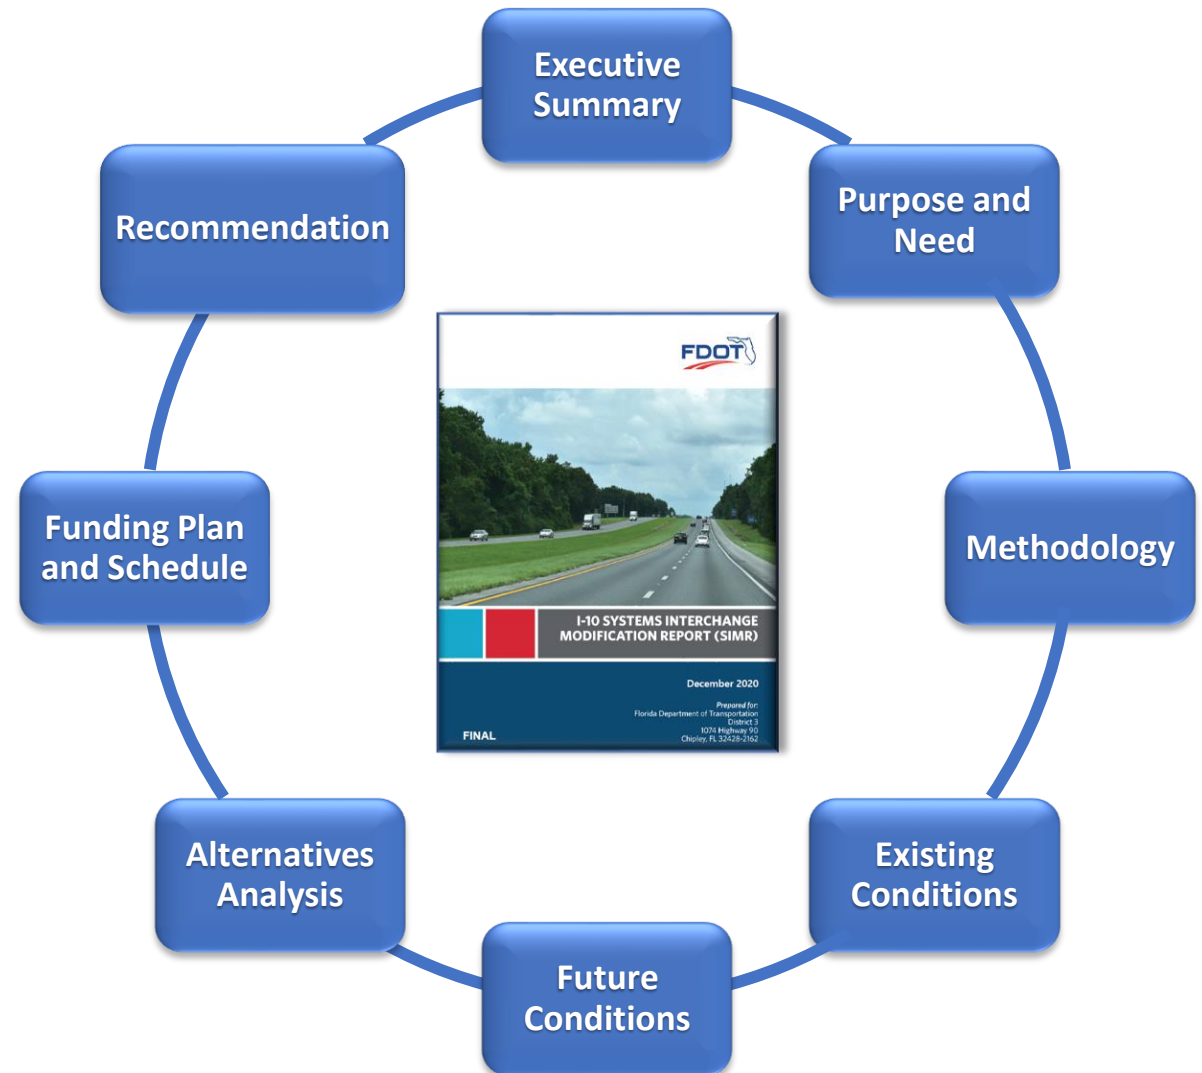 Executive
Summary
Purpose and
Need
Methodology
Existing
Conditions
Future
Conditions
Alternatives
Analysis
Funding Plan
and Schedule
Recommendation
FDOT
I-10 SYSTEMS INTERCHANGE
MODIFICATION REPORT (SIMR)
December 2020
Prepared for:
Florida Department of Transportation
District 3
1074 Highway 90
Chipley, FL 32428-2162
FINAL